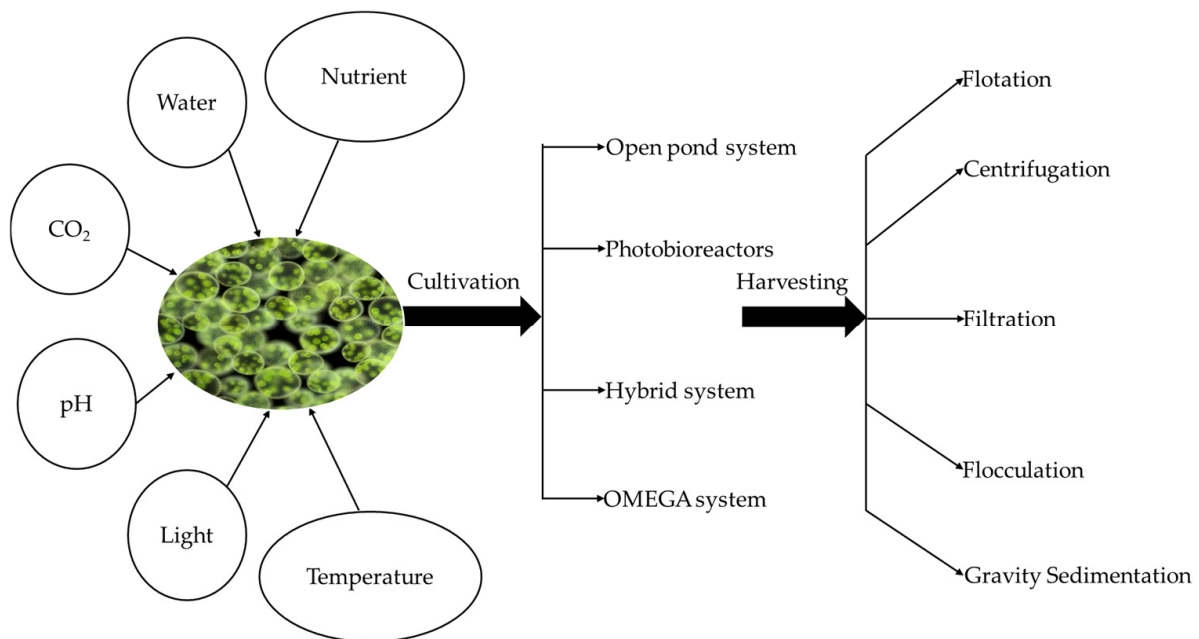 Nutrient
Water
CO₂
pH
Light
Temperature
Cultivation
Open pond system
Photobioreactors
Hybrid system
OMEGA system
Harvesting
Flotation
Centrifugation
Filtration
Flocculation
Gravity Sedimentation